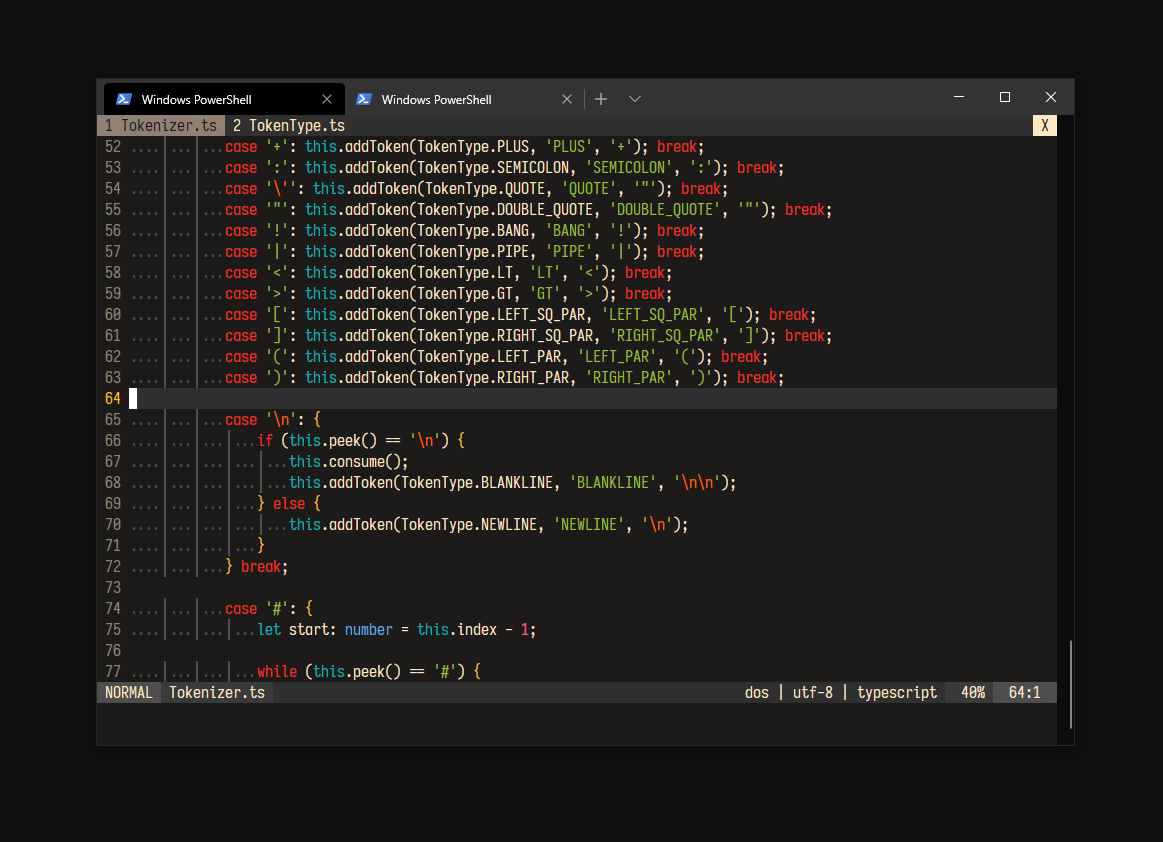 Windows PowerShell Windows PowerShell
1 Tokenizer.ts 2 TokenType.ts X
52 .... ... ...case '+': this.addToken(TokenType.PLUS, 'PLUS', '+'); break;
53 .... ... ...case ':': this.addToken(TokenType.SEMICOLON, 'SEMICOLON', ':'); break;
54 .... ... ...case '\'': this.addToken(TokenType.QUOTE, 'QUOTE', '"'); break;
55 .... ... ...case '"': this.addToken(TokenType.DOUBLE_QUOTE, 'DOUBLE_QUOTE', '"'); break;
56 .... ... ...case '!': this.addToken(TokenType.BANG, 'BANG', '!'); break;
57 .... ... ...case '|': this.addToken(TokenType.PIPE, 'PIPE', '|'); break;
58 .... ... ...case '<': this.addToken(TokenType.LT, 'LT', '<'); break;
59 .... ... ...case '>': this.addToken(TokenType.GT, 'GT', '>'); break;
60 .... ... ...case '[': this.addToken(TokenType.LEFT_SQ_PAR, 'LEFT_SQ_PAR', '['); break;
61 .... ... ...case ']': this.addToken(TokenType.RIGHT_SQ_PAR, 'RIGHT_SQ_PAR', ']'); break;
62 .... ... ...case '(': this.addToken(TokenType.LEFT_PAR, 'LEFT_PAR', '('); break;
63 .... ... ...case ')': this.addToken(TokenType.RIGHT_PAR, 'RIGHT_PAR', ')'); break;
64
65 .... ... ...case '\n': {
66 .... ... ... ...if (this.peek() == '\n') {
67 .... ... ... ... ...this.consume();
68 .... ... ... ... ...this.addToken(TokenType.BLANKLINE, 'BLANKLINE', '\n\n');
69 .... ... ... ...} else {
70 .... ... ... ... ...this.addToken(TokenType.NEWLINE, 'NEWLINE', '\n');
71 .... ... ... ...}
72 .... ... ...} break;
73
74 .... ... ...case '#': {
75 .... ... ... ...let start: number = this.index - 1;
76
77 .... ... ... ...while (this.peek() == '#') {
NORMAL Tokenizer.ts dos | utf-8 | typescript 40% 64:1